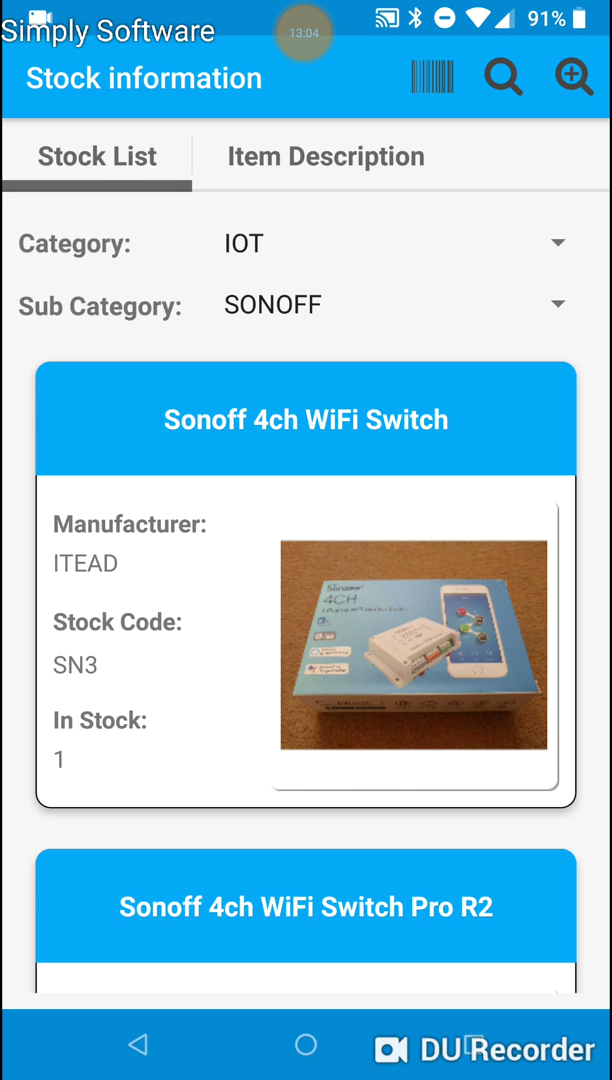 Simply Software
13:04
91%
Stock information
Stock List
Item Description
Category:
IOT
Sub Category:
SONOFF
Sonoff 4ch WiFi Switch
Manufacturer:
ITEAD
Stock Code:
SN3
In Stock:
1
4CH
Sonoff 4ch WiFi Switch Pro R2
DU Recorder